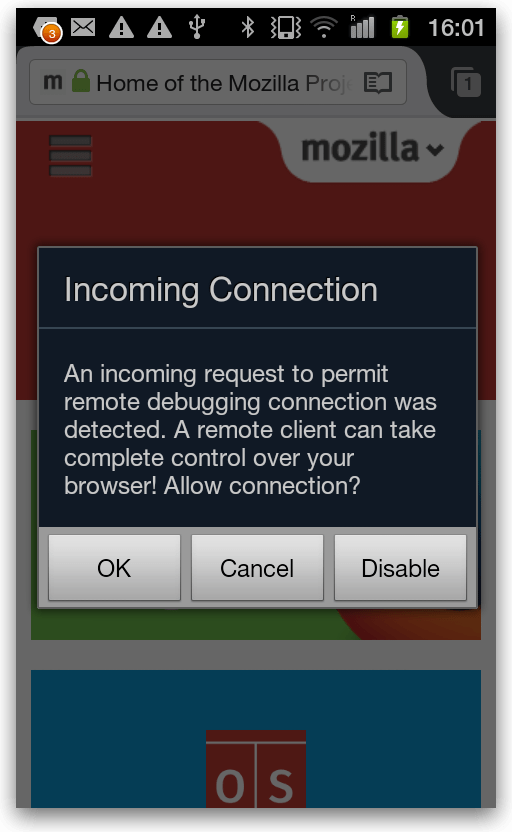 3
R
16:01
m Home of the Mozilla Proj
1
mozilla
Incoming Connection
An incoming request to permit
remote debugging connection was
detected. A remote client can take
complete control over your
browser! Allow connection?
OK Cancel Disable
OS